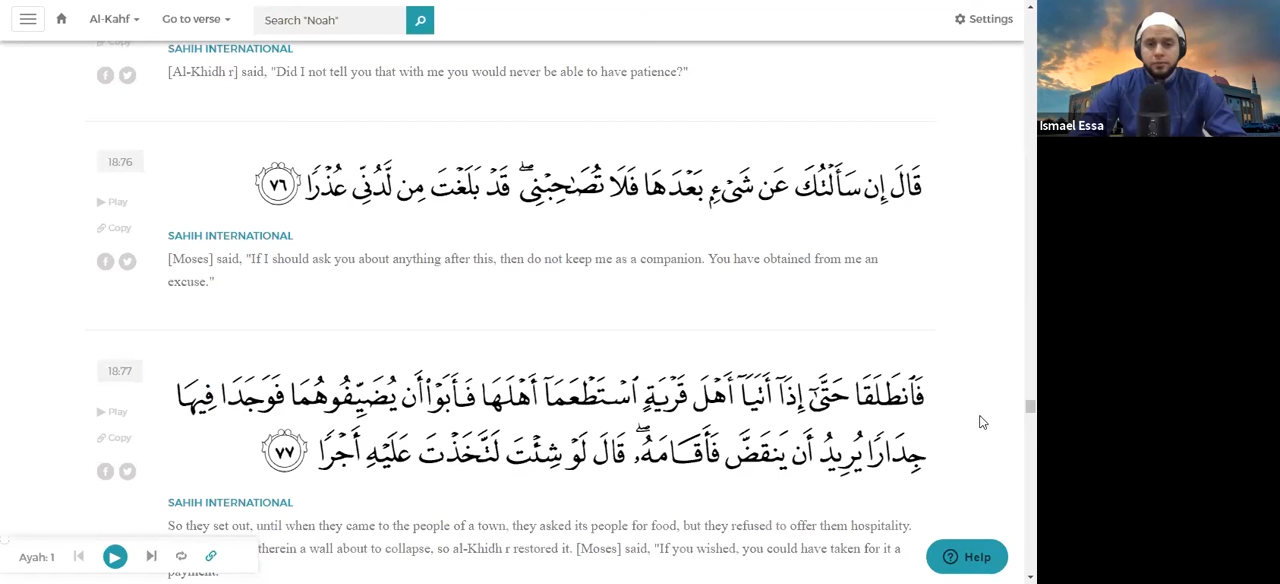 Al-Kahf
Go to verse
Search "Noah"
Settings
Copy
SAHIH INTERNATIONAL
[Al-Khidh r] said, "Did I not tell you that with me you would never be able to have patience?"
Ismael Essa
18:76
قَالَ إِن سَأَلْتُكَ عَن شَىْءٍۭ بَعْدَهَا فَلَا تُصَـٰحِبْنِى ۖ قَدْ بَلَغْتَ مِن لَّدُنِّى عُذْرًا ٧٦
Play
Copy
SAHIH INTERNATIONAL
[Moses] said, "If I should ask you about anything after this, then do not keep me as a companion. You have obtained from me an
excuse."
18:77
فَٱنطَلَقَا حَتَّىٰٓ إِذَآ أَتَيَآ أَهْلَ قَرْيَةٍ ٱسْتَطْعَمَآ أَهْلَهَا فَأَبَوْا۟ أَن يُضَيِّفُوهُمَا فَوَجَدَا فِيهَا
جِدَارًا يُرِيدُ أَن يَنقَضَّ فَأَقَامَهُۥ ۖ قَالَ لَوْ شِئْتَ لَتَّخَذْتَ عَلَيْهِ أَجْرًا ٧٧
Play
Copy
SAHIH INTERNATIONAL
So they set out, until when they came to the people of a town, they asked its people for food, but they refused to offer them hospitality.
therein a wall about to collapse, so al-Khidh r restored it. [Moses] said, "If you wished, you could have taken for it a
payment."
Ayah: 1
Help